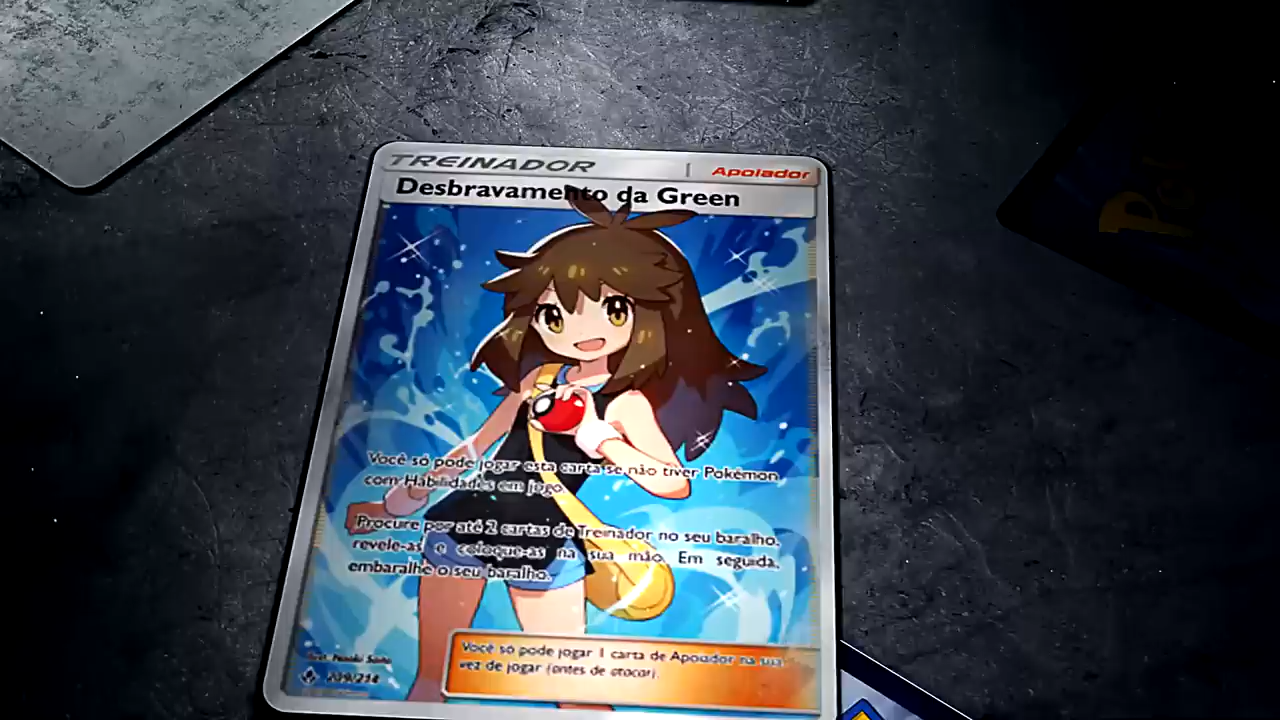 TREINADOR
Apoiador
Desbravamento da Green
Você só pode jogar esta carta se não tiver Pokémon
com Habilidades em jogo.
Procure por até 2 cartas de Treinador no seu baralho,
revele-as e coloque-as na sua mão. Em seguida,
embaralhe o seu baralho.
Você só pode jogar 1 carta de Apoiador na sua
vez de jogar (antes de atacar).
209/214